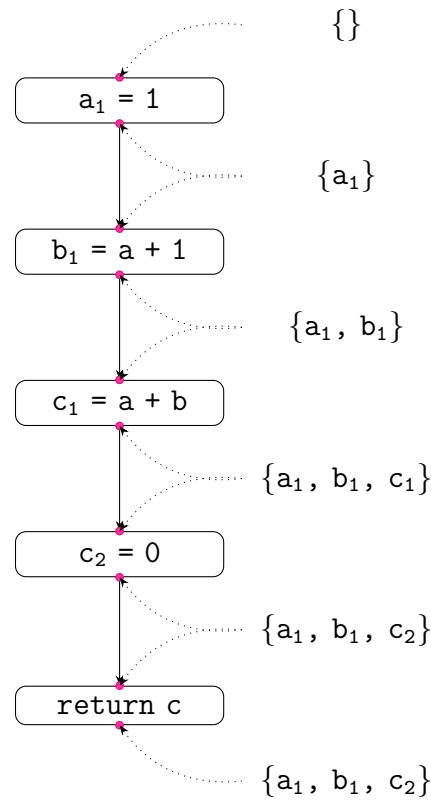 {}
a₁ = 1
{a₁}
b₁ = a + 1
{a₁, b₁}
c₁ = a + b
{a₁, b₁, c₁}
c₂ = 0
{a₁, b₁, c₂}
return c
{a₁, b₁, c₂}